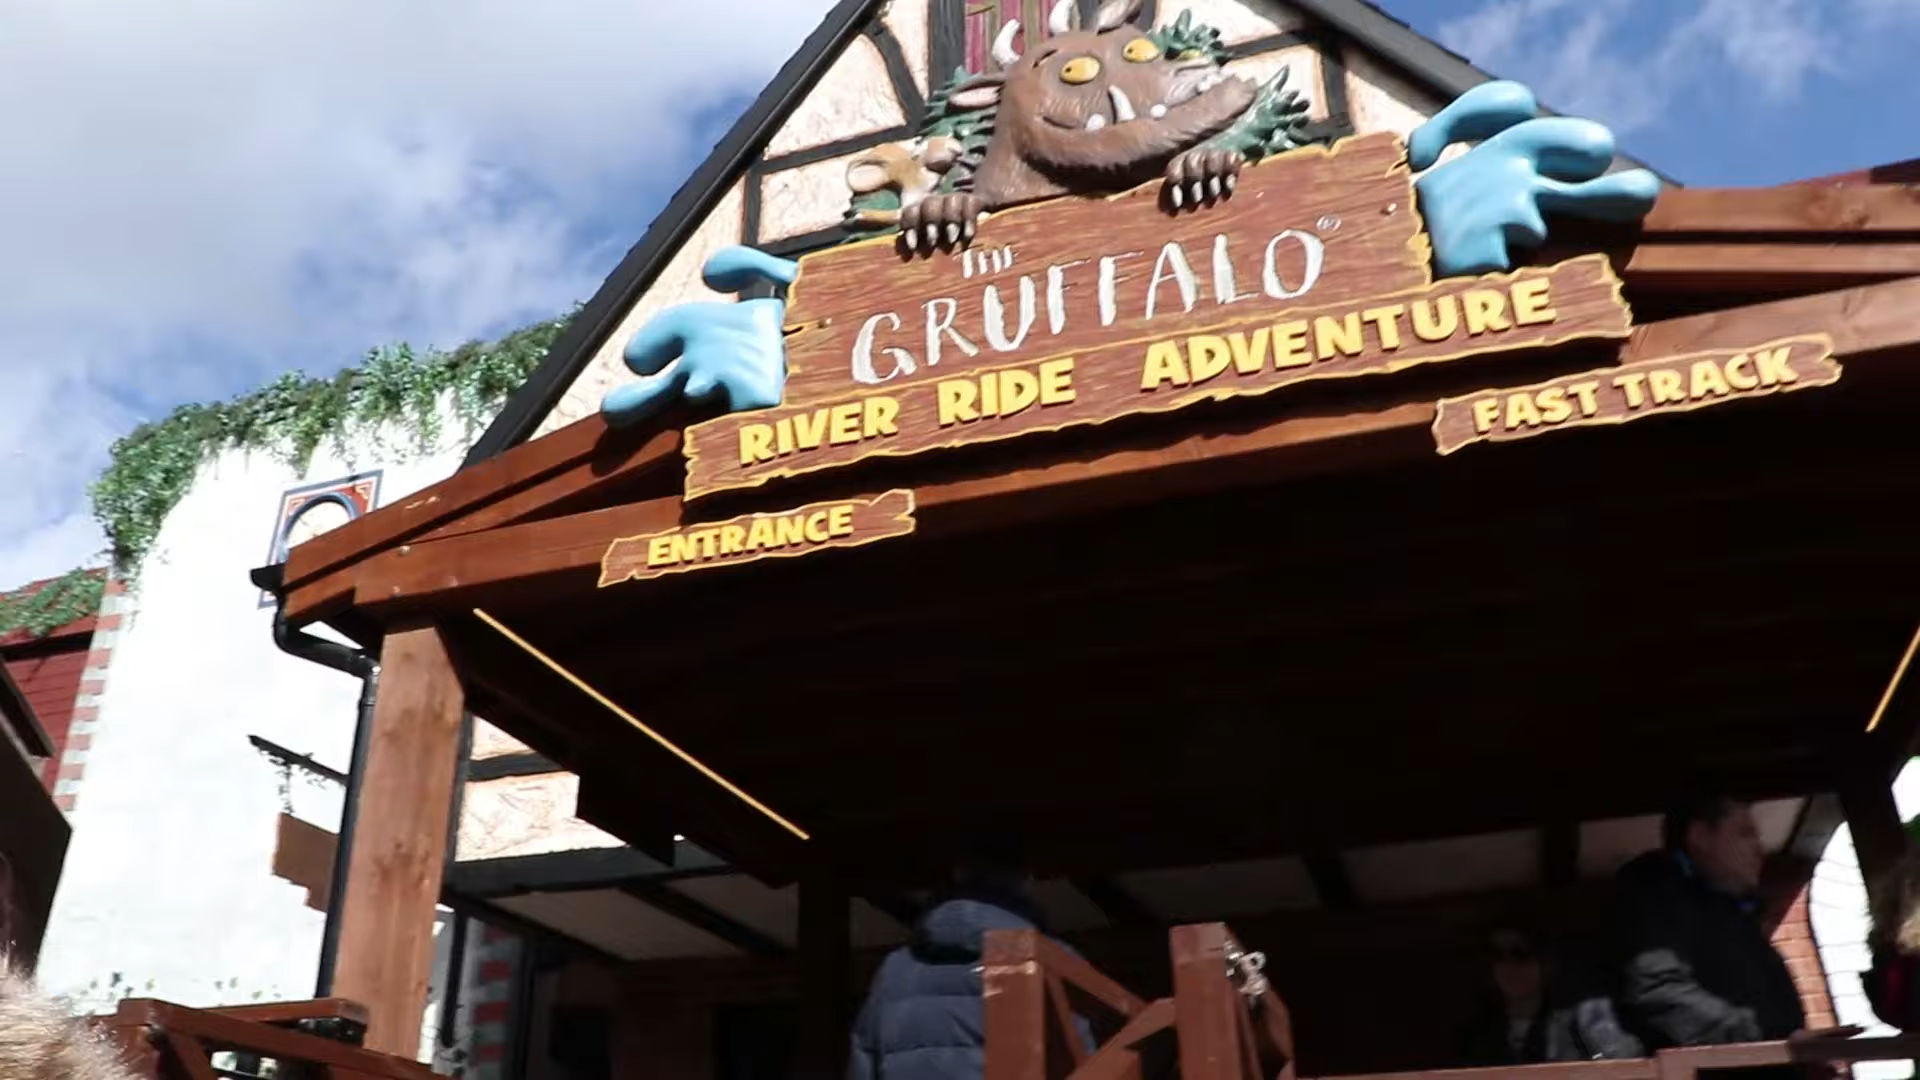 THE
GRUFFALO®
RIVER RIDE ADVENTURE
ENTRANCE
FAST TRACK